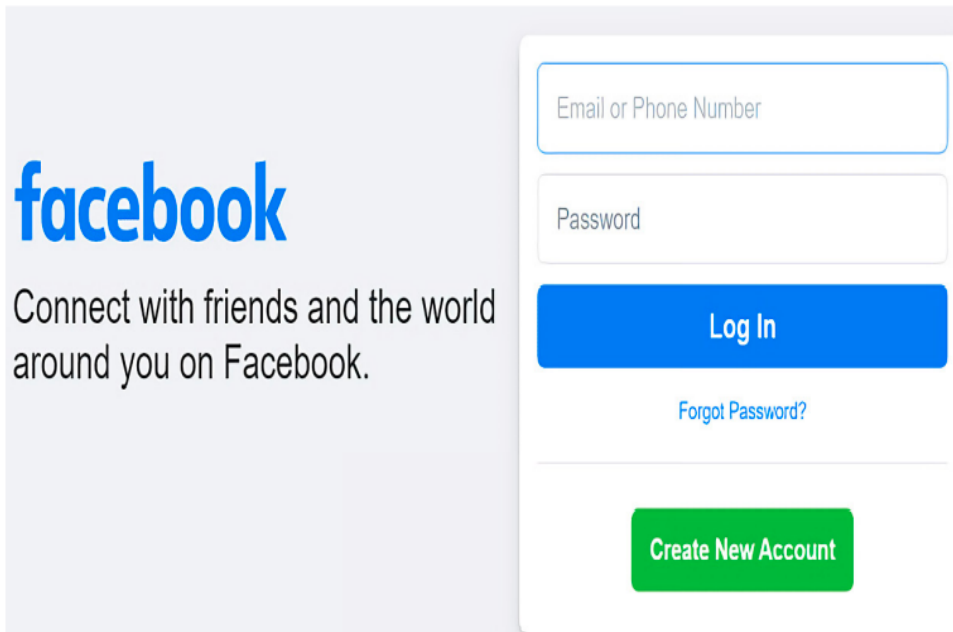 facebook
Connect with friends and the world
around you on Facebook.
Email or Phone Number
Password
Log In
Forgot Password?
Create New Account